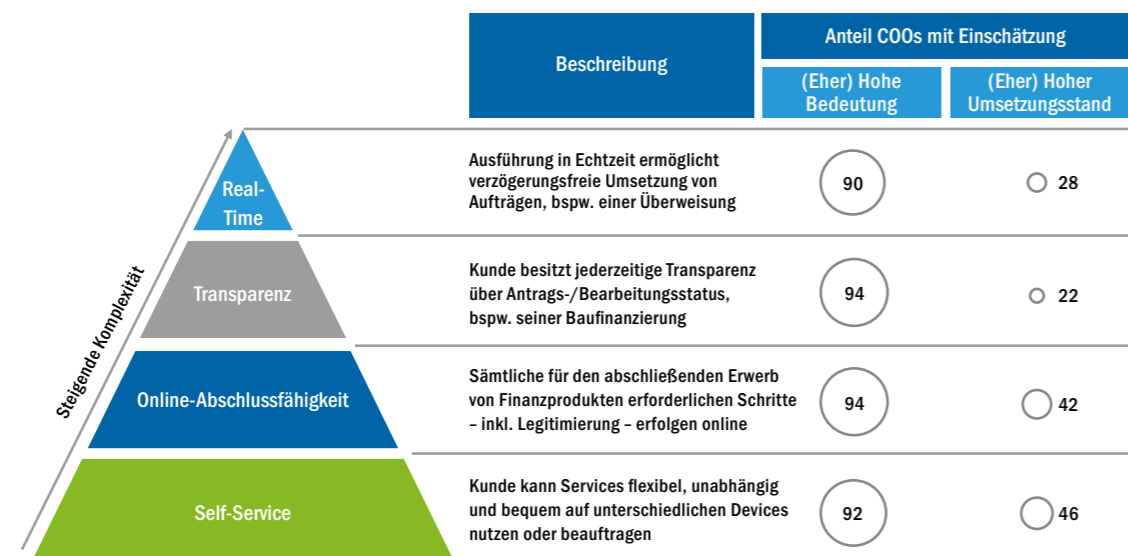 Beschreibung
Anteil COOs mit Einschätzung
(Eher) Hohe
Bedeutung
(Eher) Hoher
Umsetzungsstand
Steigende Komplexität
Real-
Time
Ausführung in Echtzeit ermöglicht
verzögerungsfreie Umsetzung von
Aufträgen, bspw. einer Überweisung
90
28
Transparenz
Kunde besitzt jederzeitige Transparenz
über Antrags-/Bearbeitungsstatus,
bspw. seiner Baufinanzierung
94
22
Online-Abschlussfähigkeit
Sämtliche für den abschließenden Erwerb
von Finanzprodukten erforderlichen Schritte
– inkl. Legitimierung – erfolgen online
94
42
Self-Service
Kunde kann Services flexibel, unabhängig
und bequem auf unterschiedlichen Devices
nutzen oder beauftragen
92
46